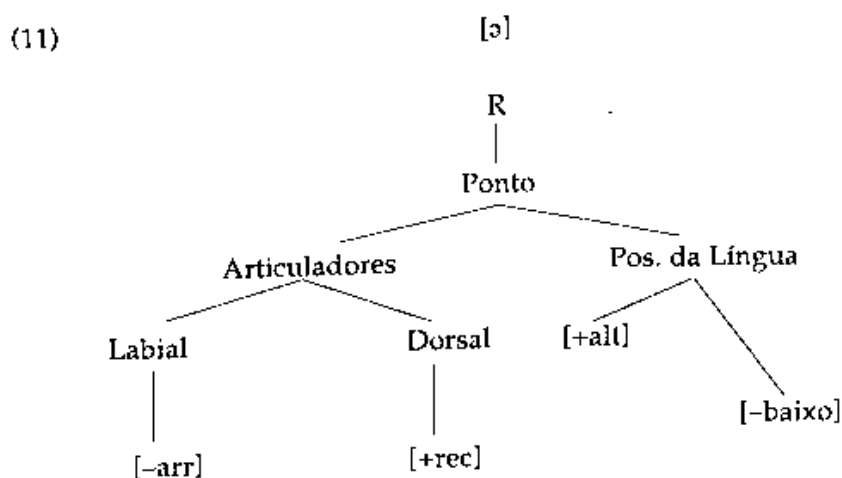 (11) [ə]
R
Ponto
Articuladores Pos. da Língua
Labial Dorsal [+alt]
[–baixo]
[–arr] [+rec]